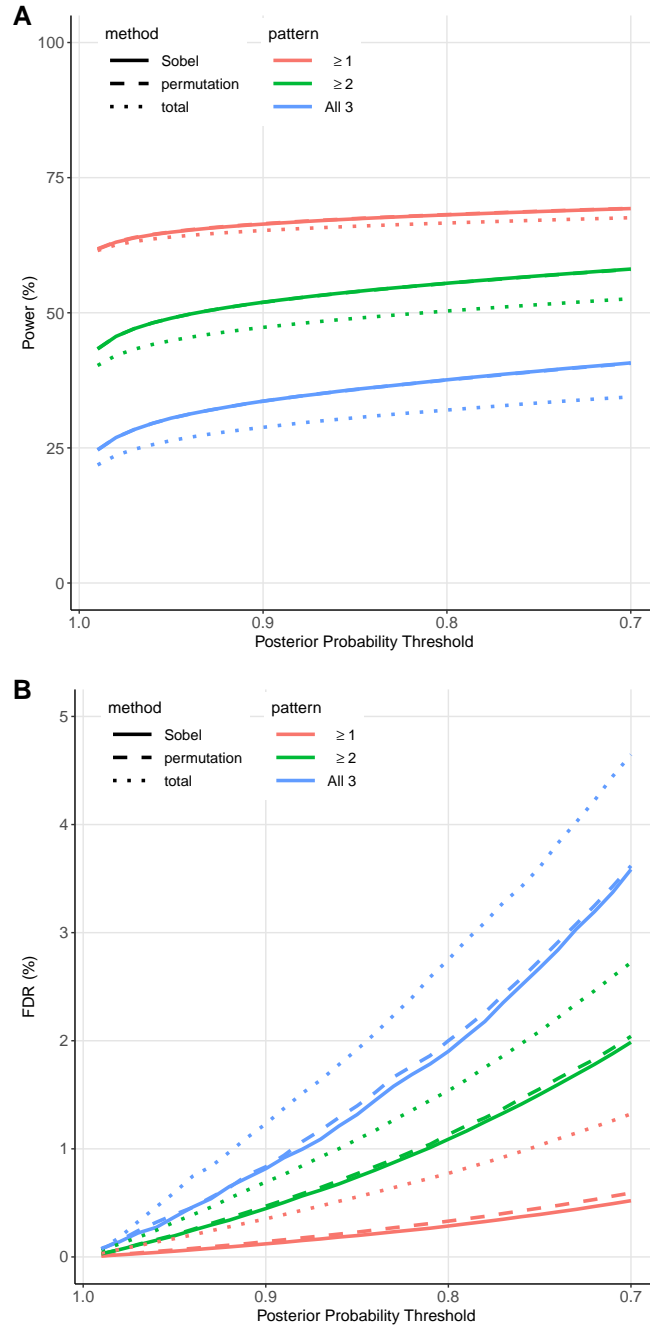 A
method pattern
Sobel ≥ 1
permutation ≥ 2
total All 3
100
75
50
25
0
Power (%)
1.0 0.9 0.8 0.7
Posterior Probability Threshold
B
method pattern
Sobel ≥ 1
permutation ≥ 2
total All 3
5
4
3
2
1
0
FDR (%)
1.0 0.9 0.8 0.7
Posterior Probability Threshold